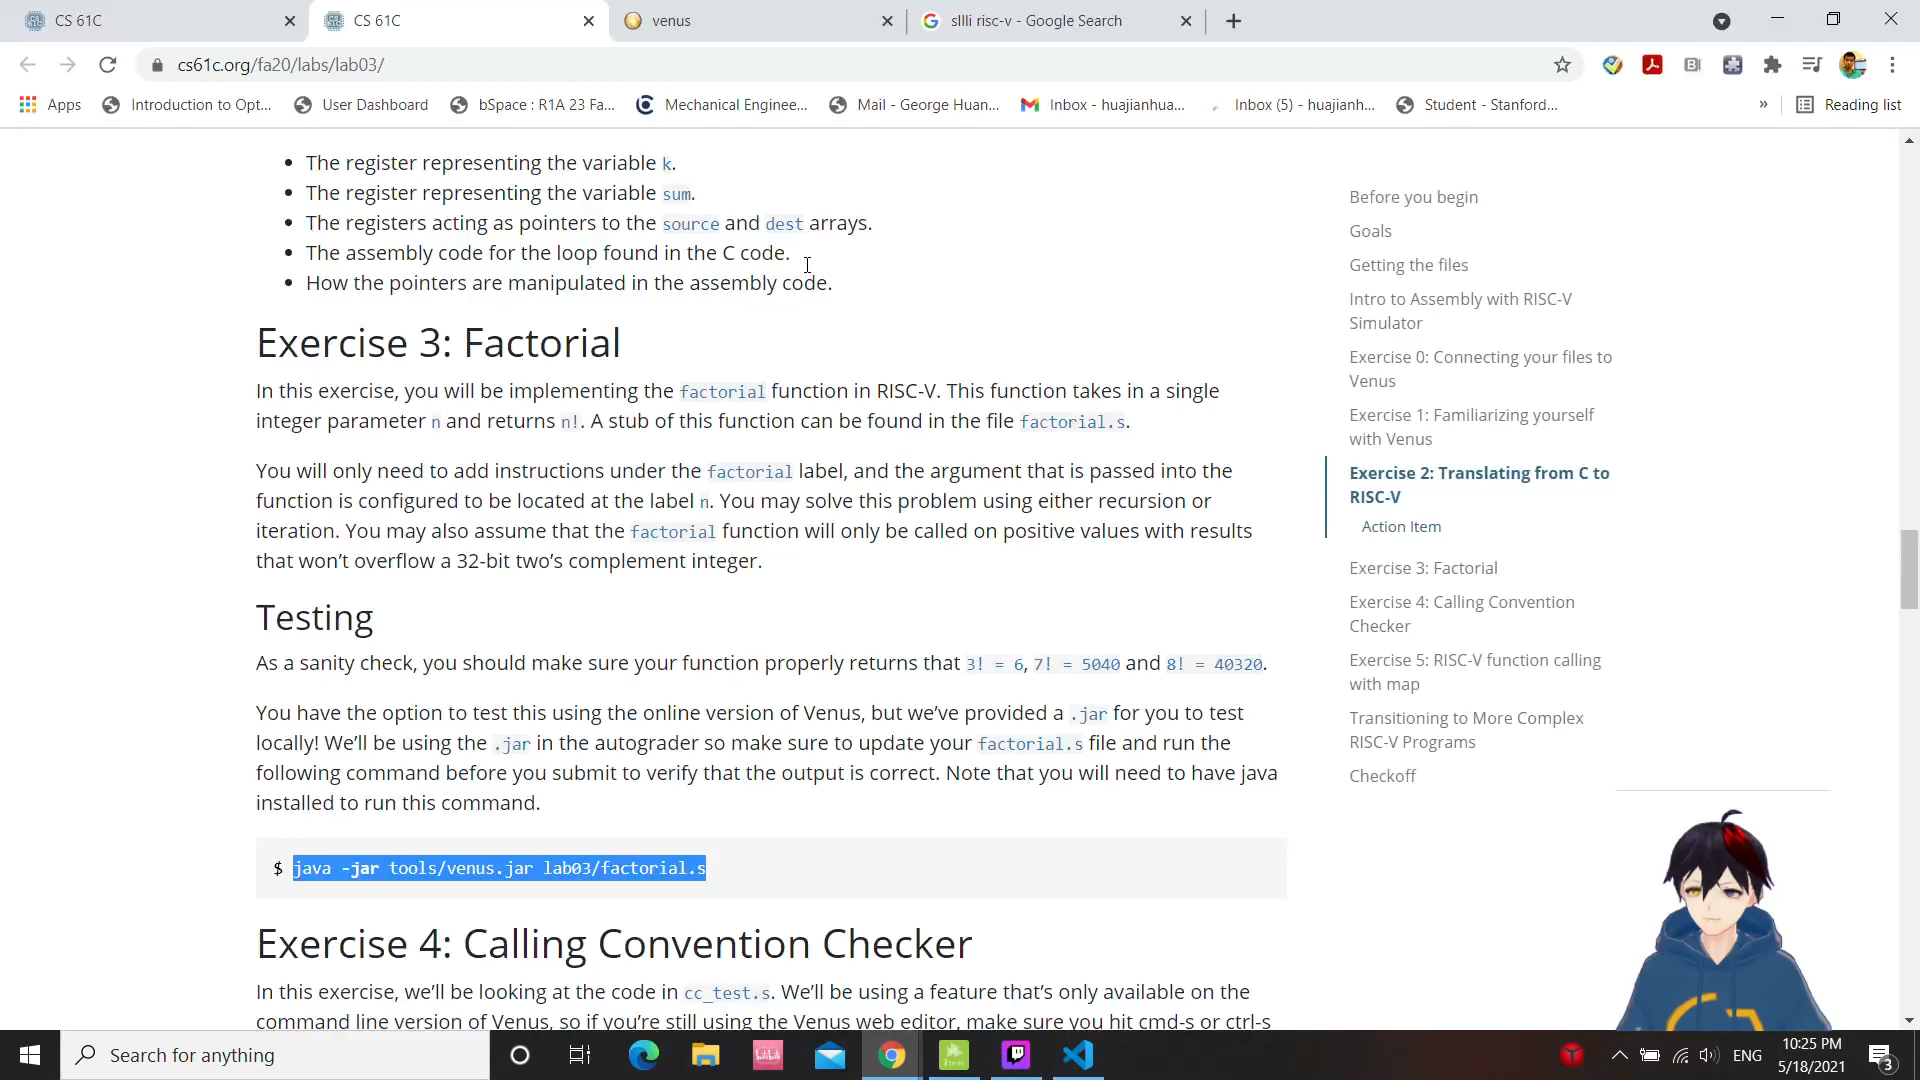 CS 61C
CS 61C
venus
sllli risc-v - Google Search
cs61c.org/fa20/labs/lab03/
Apps
Introduction to Opt...
User Dashboard
bSpace : R1A 23 Fa...
Mechanical Enginee...
Mail - George Huan...
Inbox - huajianhua...
Inbox (5) - huajianh...
Student - Stanford...
»
Reading list
The register representing the variable k.
The register representing the variable sum.
The registers acting as pointers to the source and dest arrays.
The assembly code for the loop found in the C code.
How the pointers are manipulated in the assembly code.
Exercise 3: Factorial
In this exercise, you will be implementing the factorial function in RISC-V. This function takes in a single
integer parameter n and returns n!. A stub of this function can be found in the file factorial.s.
You will only need to add instructions under the factorial label, and the argument that is passed into the
function is configured to be located at the label n. You may solve this problem using either recursion or
iteration. You may also assume that the factorial function will only be called on positive values with results
that won’t overflow a 32-bit two’s complement integer.
Testing
As a sanity check, you should make sure your function properly returns that 3! = 6, 7! = 5040 and 8! = 40320.
You have the option to test this using the online version of Venus, but we’ve provided a .jar for you to test
locally! We’ll be using the .jar in the autograder so make sure to update your factorial.s file and run the
following command before you submit to verify that the output is correct. Note that you will need to have java
installed to run this command.
$ java -jar tools/venus.jar lab03/factorial.s
Exercise 4: Calling Convention Checker
In this exercise, we’ll be looking at the code in cc_test.s. We’ll be using a feature that’s only available on the
command line version of Venus, so if you’re still using the Venus web editor, make sure you hit cmd-s or ctrl-s
Before you begin
Goals
Getting the files
Intro to Assembly with RISC-V
Simulator
Exercise 0: Connecting your files to
Venus
Exercise 1: Familiarizing yourself
with Venus
Exercise 2: Translating from C to
RISC-V
Action Item
Exercise 3: Factorial
Exercise 4: Calling Convention
Checker
Exercise 5: RISC-V function calling
with map
Transitioning to More Complex
RISC-V Programs
Checkoff
Search for anything
ENG
10:25 PM
5/18/2021
3